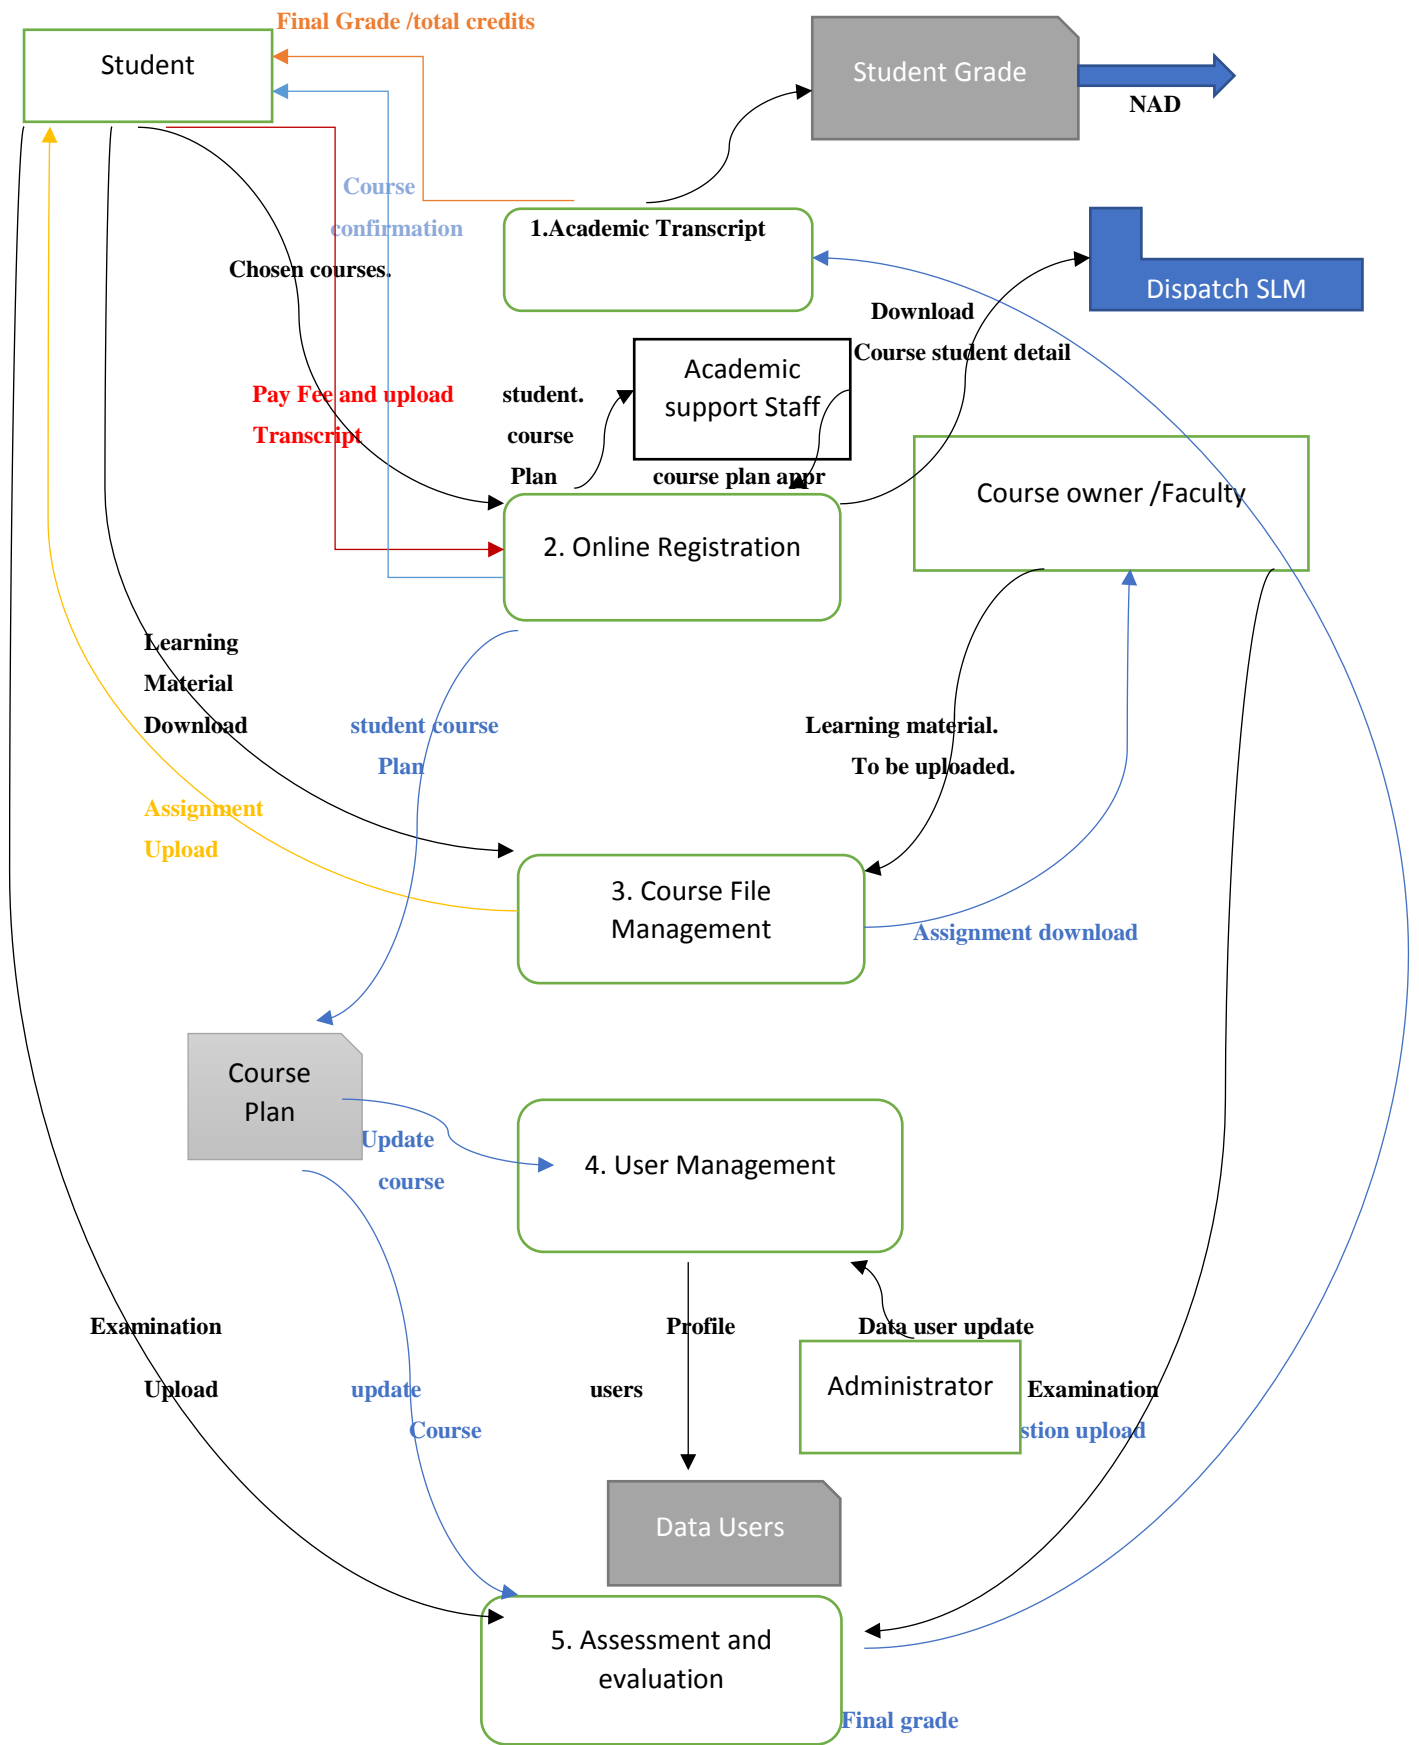 Final Grade /total credits
Student
Student Grade
NAD
Course
confirmation
1.Academic Transcript
Chosen courses.
Dispatch SLM
Download
Course student detail
Academic
support Staff
Pay Fee and upload
Transcript
student.
course
Plan
course plan appr
Course owner /Faculty
2. Online Registration
Learning
Material
Download
student course
Plan
Learning material.
To be uploaded.
Assignment
Upload
3. Course File
Management
Assignment download
Course
Plan
Update
course
4. User Management
Examination
Upload
Profile
users
Data user update
Administrator
update
Course
Examination
stion upload
Data Users
5. Assessment and
evaluation
Final grade